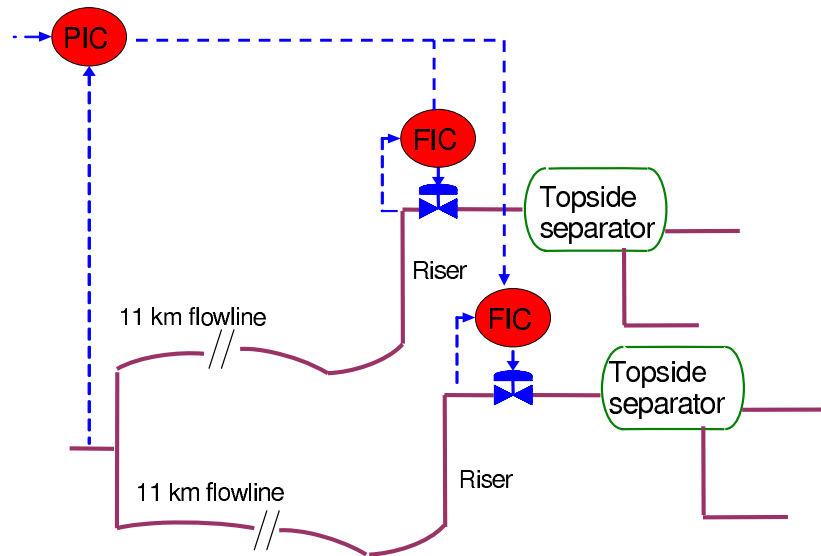 PIC
FIC
Topside
separator
Riser
11 km flowline
FIC
Topside
separator
Riser
11 km flowline